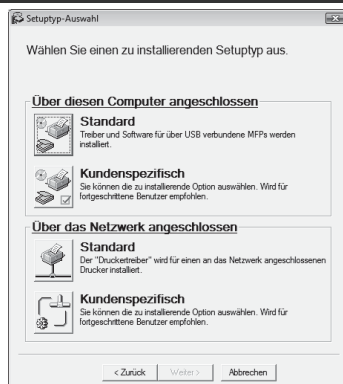 Setuptyp-Auswahl
Wählen Sie einen zu installierenden Setuptyp aus.
Über diesen Computer angeschlossen
Standard
Treiber und Software für über USB verbundene MFPs werden
installiert.
Kundenspezifisch
Sie können die zu installierende Option auswählen. Wird für
fortgeschrittene Benutzer empfohlen.
Über das Netzwerk angeschlossen
Standard
Der "Druckertreiber" wird für einen an das Netzwerk angeschlossenen
Drucker installiert.
Kundenspezifisch
Sie können die zu installierende Option auswählen. Wird für
fortgeschrittene Benutzer empfohlen.
< Zurück Weiter > Abbrechen